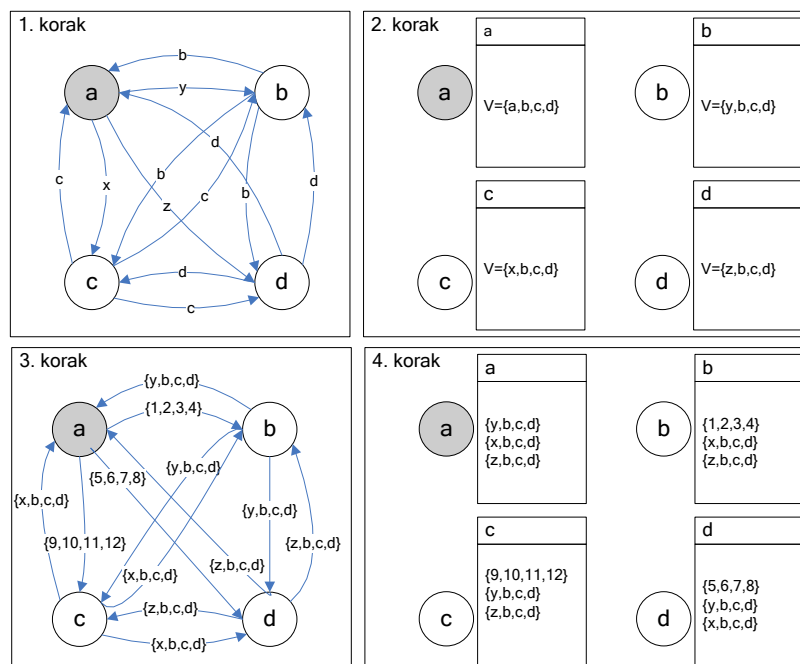 1. korak
b
y
a
b
d
c
x
b
d
z
c
b
d
c
c
d
2. korak
a
V={a,b,c,d}
a
b
V={y,b,c,d}
b
c
V={x,b,c,d}
c
d
V={z,b,c,d}
d
3. korak
{y,b,c,d}
{1,2,3,4}
a
b
{5,6,7,8}
{y,b,c,d}
{x,b,c,d}
{y,b,c,d}
{9,10,11,12}
{z,b,c,d}
{z,b,c,d}
{x,b,c,d}
{z,b,c,d}
c
d
{x,b,c,d}
4. korak
a
a
{y,b,c,d}
{x,b,c,d}
{z,b,c,d}
b
b
{1,2,3,4}
{x,b,c,d}
{z,b,c,d}
c
c
{9,10,11,12}
{y,b,c,d}
{z,b,c,d}
d
d
{5,6,7,8}
{y,b,c,d}
{x,b,c,d}